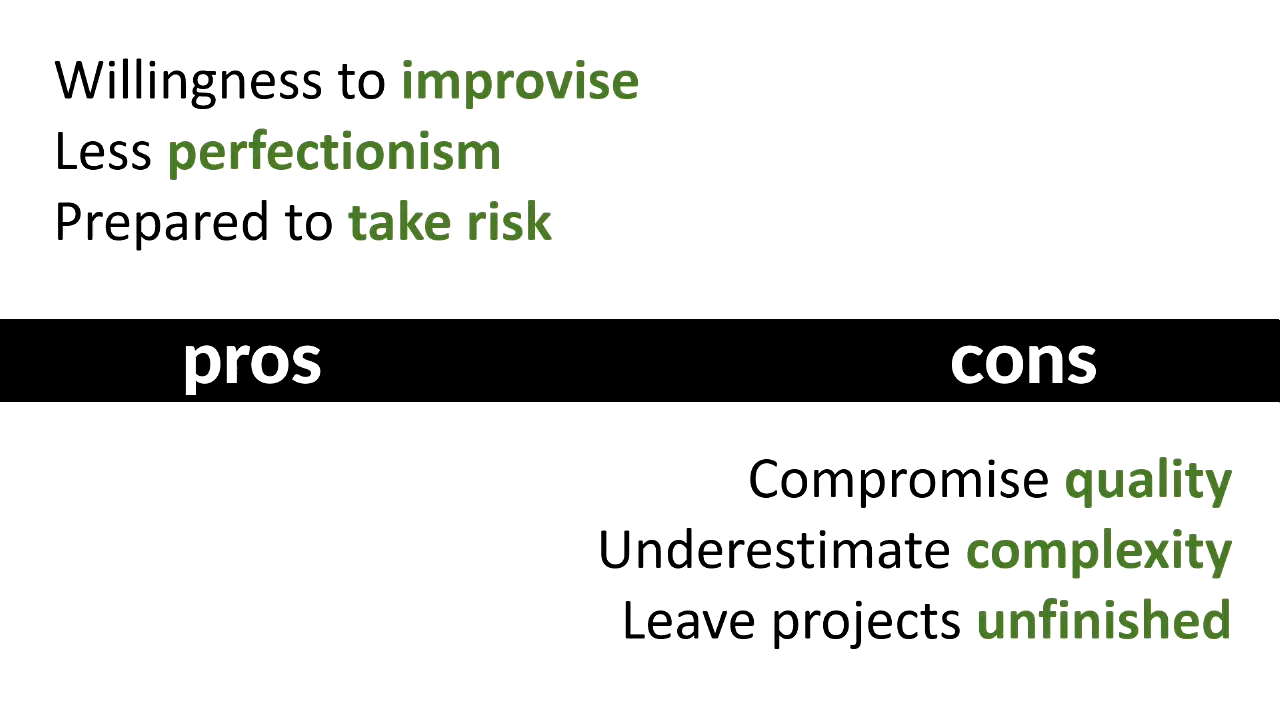 Willingness to improvise
Less perfectionism
Prepared to take risk
pros cons
Compromise quality
Underestimate complexity
Leave projects unfinished